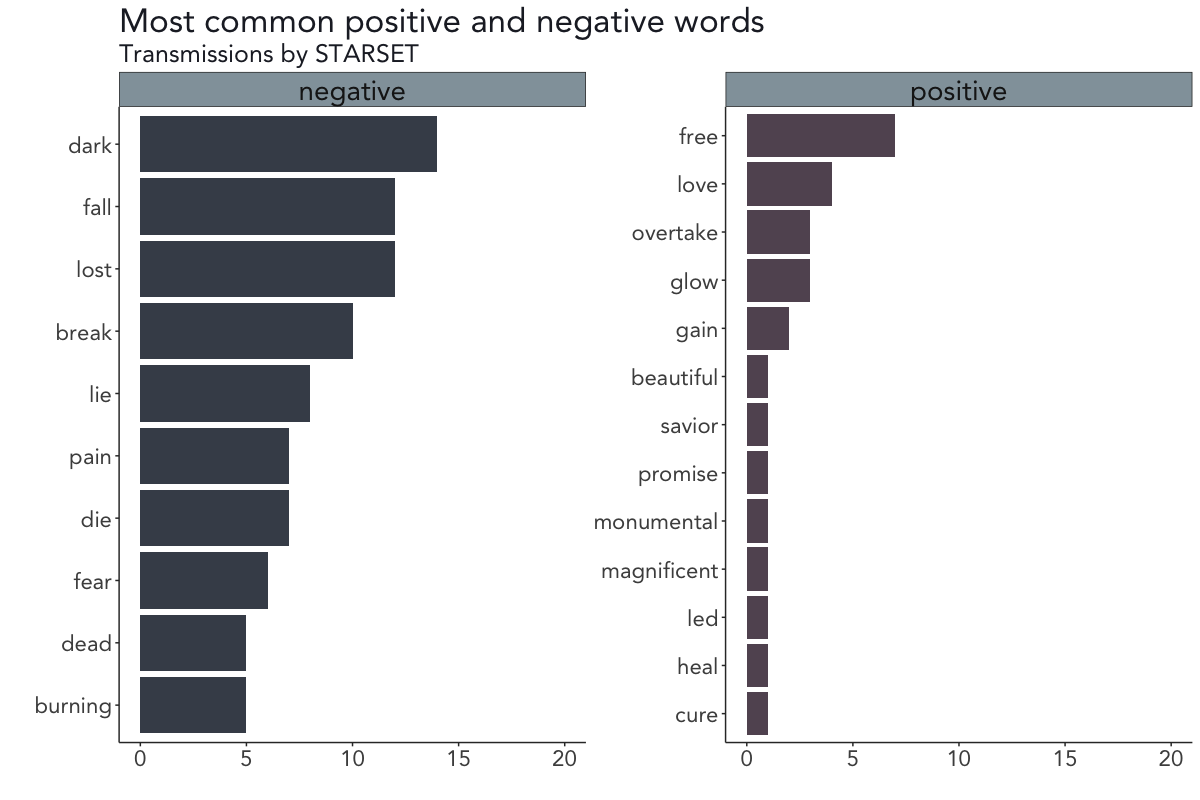 Most common positive and negative words
Transmissions by STARSET
negative
dark
fall
lost
break
lie
pain
die
fear
dead
burning
0 5 10 15 20
positive
free
love
overtake
glow
gain
beautiful
savior
promise
monumental
magnificent
led
heal
cure
0 5 10 15 20